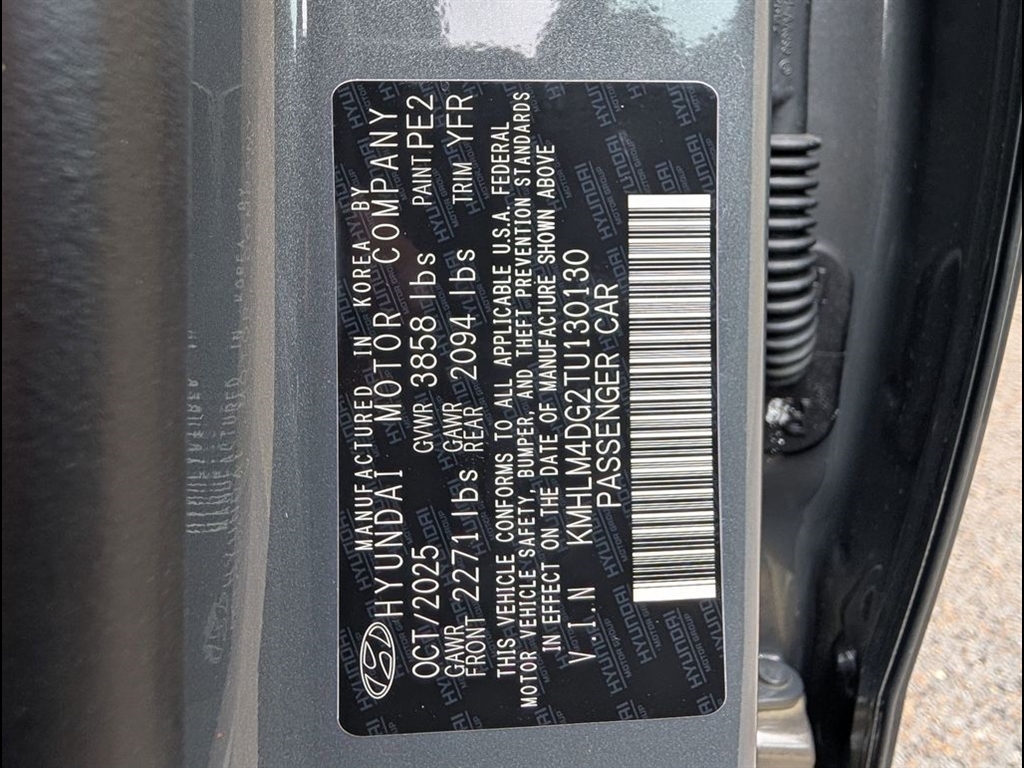 MANUFACTURED IN KOREA BY
HYUNDAI MOTOR COMPANY
OCT/2025 GVWR 3858 lbs PAINT PE2
GAWR FRONT 2271 lbs GAWR REAR 2094 lbs TRIM YFR
THIS VEHICLE CONFORMS TO ALL APPLICABLE U.S.A. FEDERAL
MOTOR VEHICLE SAFETY, BUMPER, AND THEFT PREVENTION STANDARDS
IN EFFECT ON THE DATE OF MANUFACTURE SHOWN ABOVE
V.I.N KMHLM4DG2TU130130
PASSENGER CAR